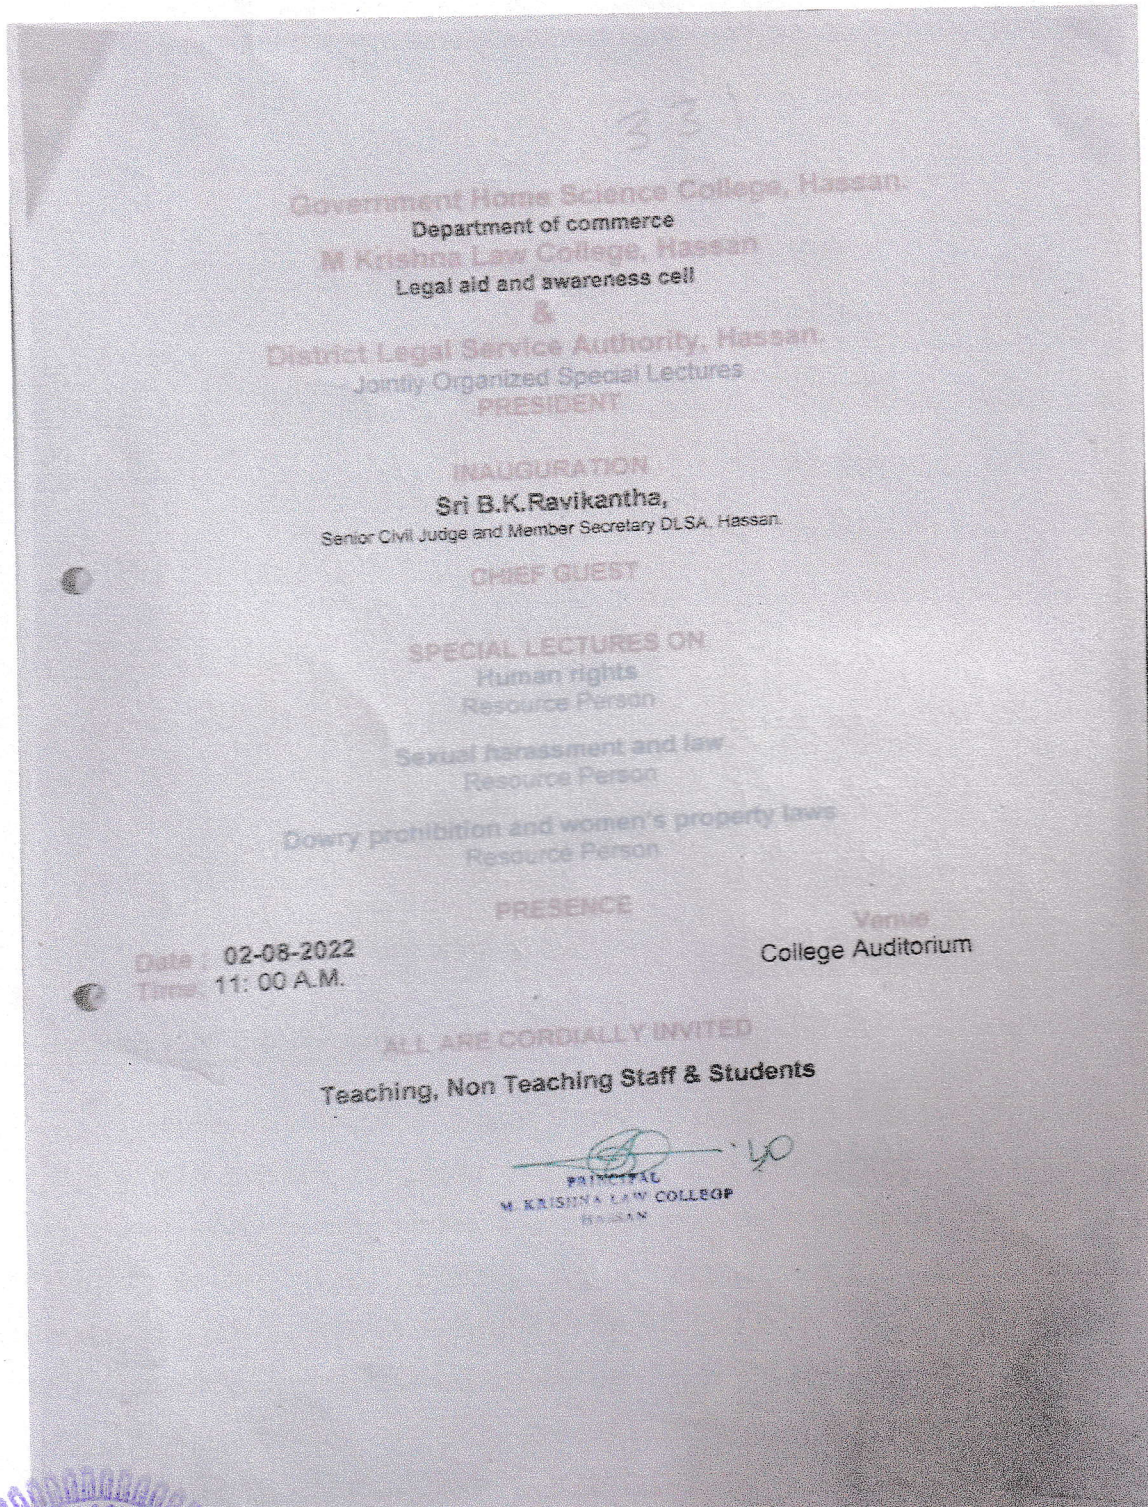 33
Government Home Science College, Hassan.
Department of commerce
M Krishna Law College, Hassan
Legal aid and awareness cell
&
District Legal Service Authority, Hassan.
Jointly Organized Special Lectures
PRESIDENT
INAUGURATION
Sri B.K.Ravikantha,
Senior Civil Judge and Member Secretary DLSA. Hassan.
CHIEF GUEST
SPECIAL LECTURES ON
Human rights
Resource Person
Sexual harassment and law
Resource Person
Dowry prohibition and women's property laws
Resource Person
PRESENCE
Date : 02-08-2022
Time: 11: 00 A.M.
Venue
College Auditorium
ALL ARE CORDIALLY INVITED
Teaching, Non Teaching Staff & Students
PRINCIPAL
M. KRISHNA LAW COLLEGE
HASSAN